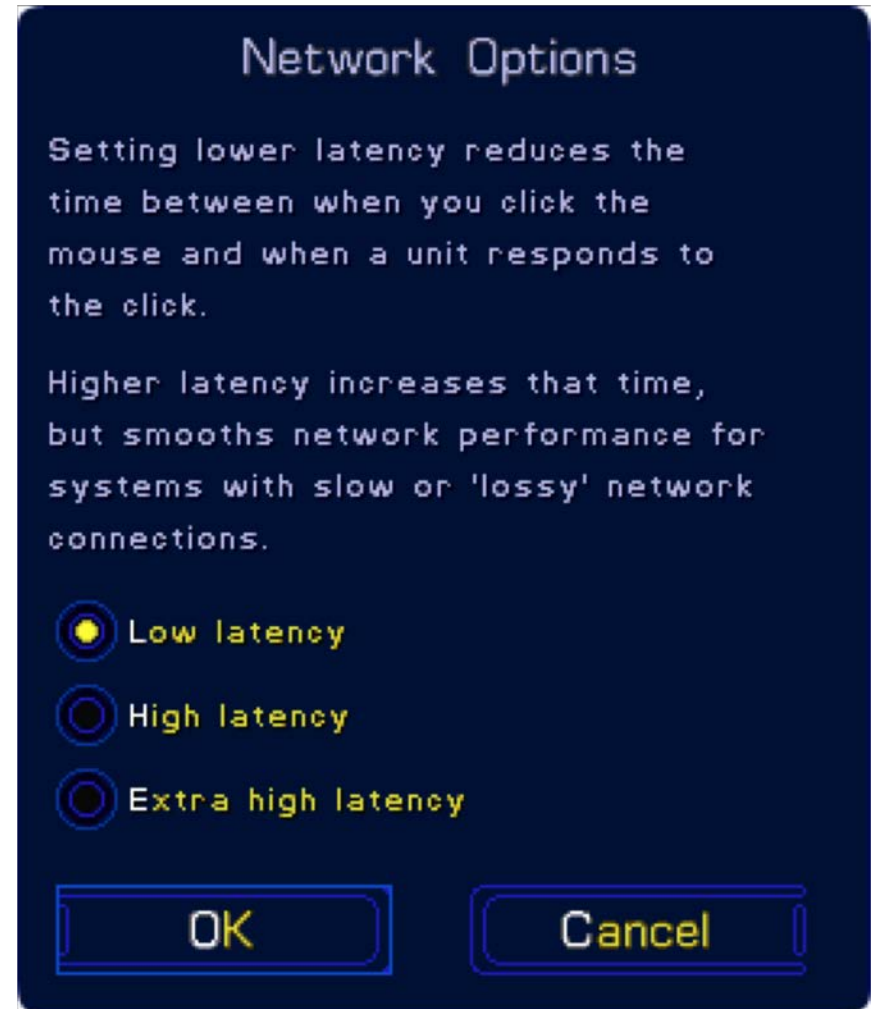 Network Options
Setting lower latency reduces the
time between when you click the
mouse and when a unit responds to
the click.
Higher latency increases that time,
but smooths network performance for
systems with slow or 'lossy' network
connections.
Low latency
High latency
Extra high latency
OK Cancel